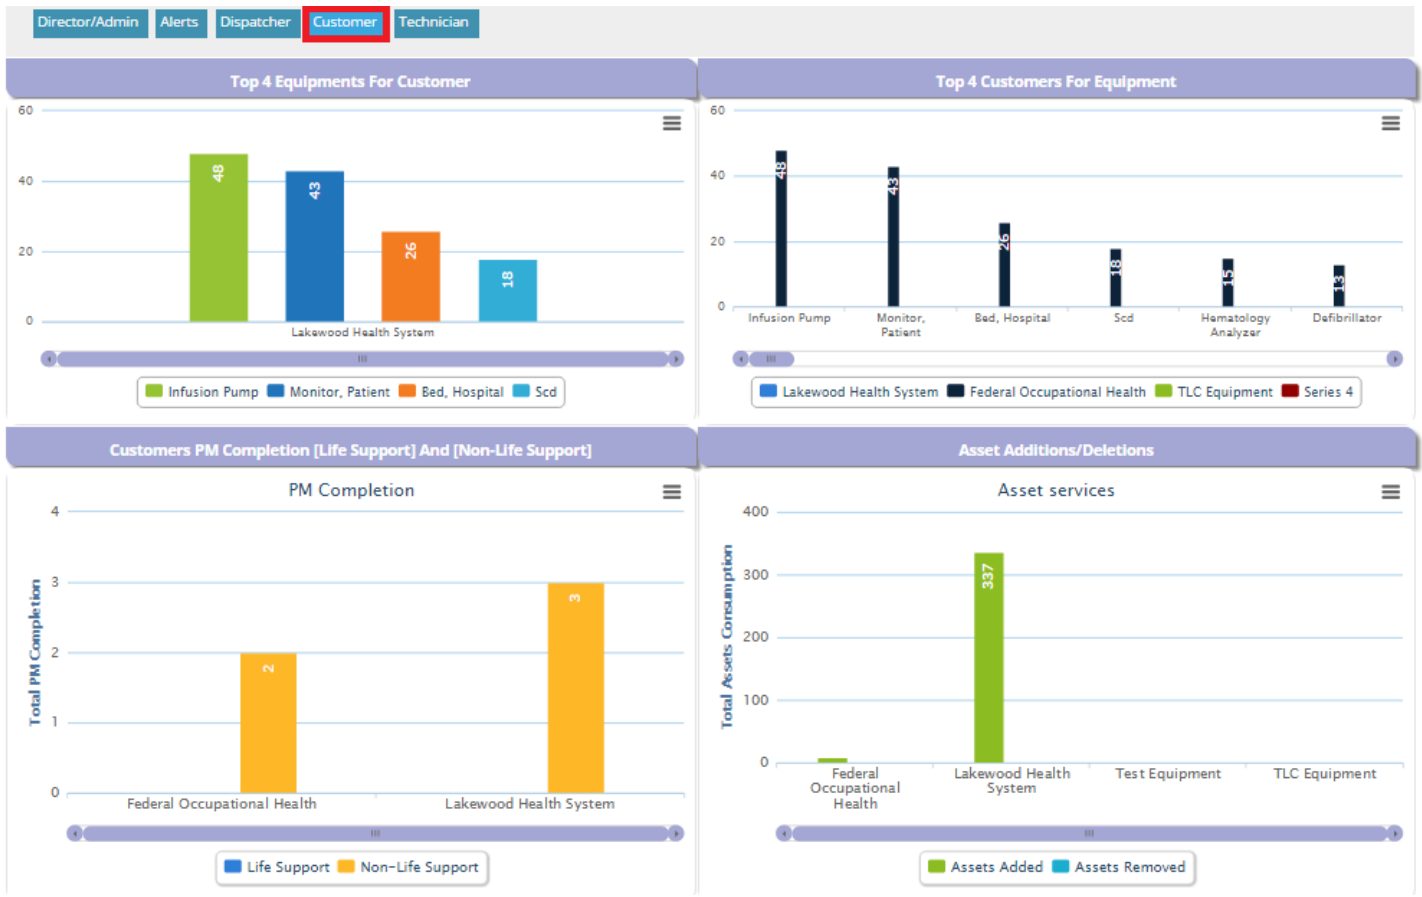 Director/Admin Alerts Dispatcher Customer Technician
Top 4 Equipments For Customer
60
40
20
0
48
43
26
18
Lakewood Health System
Infusion Pump Monitor, Patient Bed, Hospital Scd
Top 4 Customers For Equipment
60
40
20
0
48
43
26
18
15
13
Infusion Pump
Monitor,
Patient
Bed, Hospital
Scd
Hematology
Analyzer
Defibrillator
Lakewood Health System Federal Occupational Health TLC Equipment Series 4
Customers PM Completion [Life Support] And [Non-Life Support]
PM Completion
Total PM Completion
4
3
2
1
0
2
3
Federal Occupational Health
Lakewood Health System
Life Support Non-Life Support
Asset Additions/Deletions
Asset services
Total Assets Consumption
400
300
200
100
0
337
Federal
Occupational
Health
Lakewood Health
System
Test Equipment
TLC Equipment
Assets Added Assets Removed